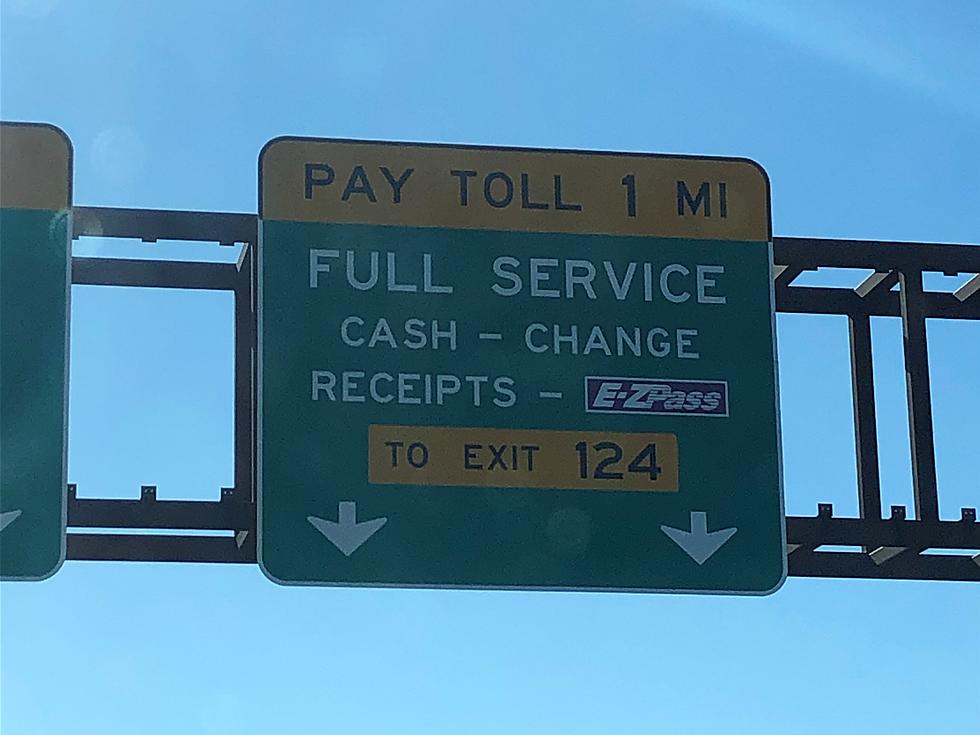 PAY TOLL 1 MI
FULL SERVICE
CASH - CHANGE
RECEIPTS - E-ZPass
TO EXIT 124